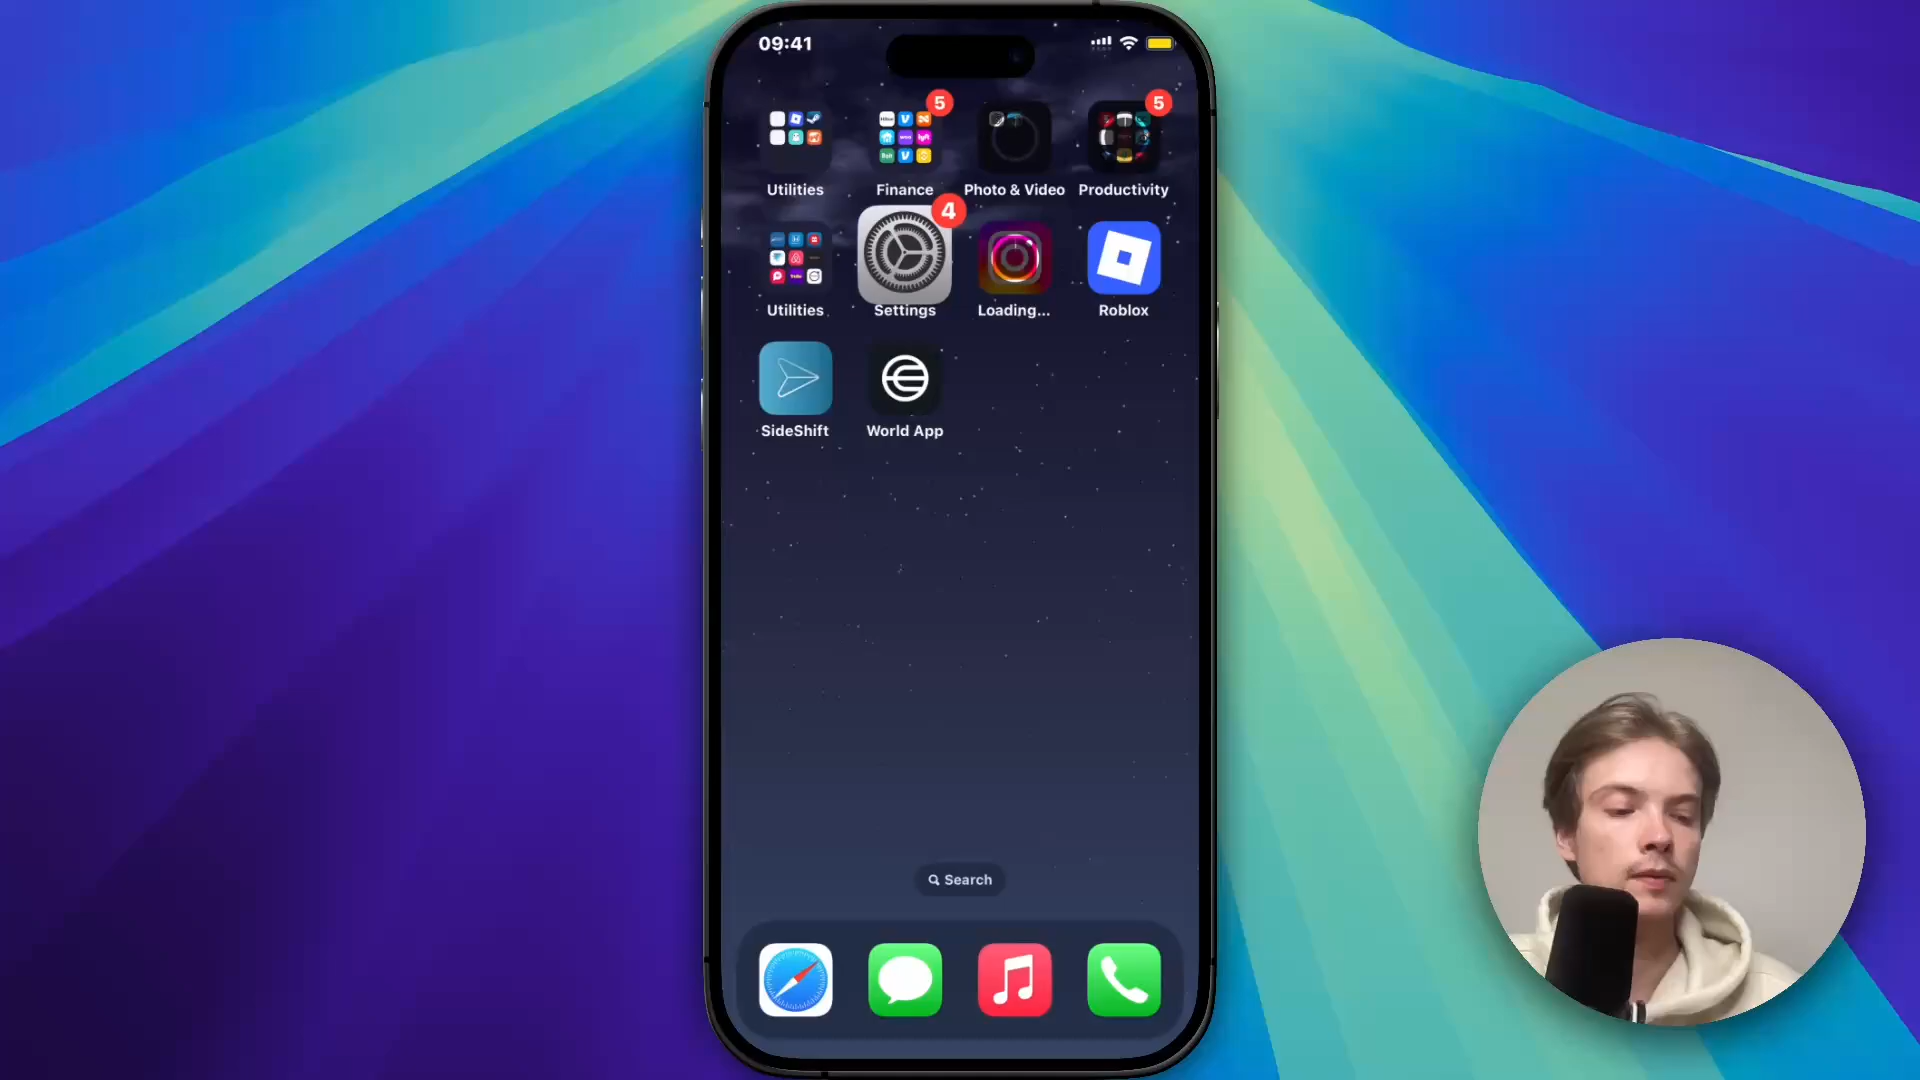 09:41
5
5
Utilities
Finance
Photo & Video
Productivity
4
Utilities
Settings
Loading...
Roblox
SideShift
World App
Search